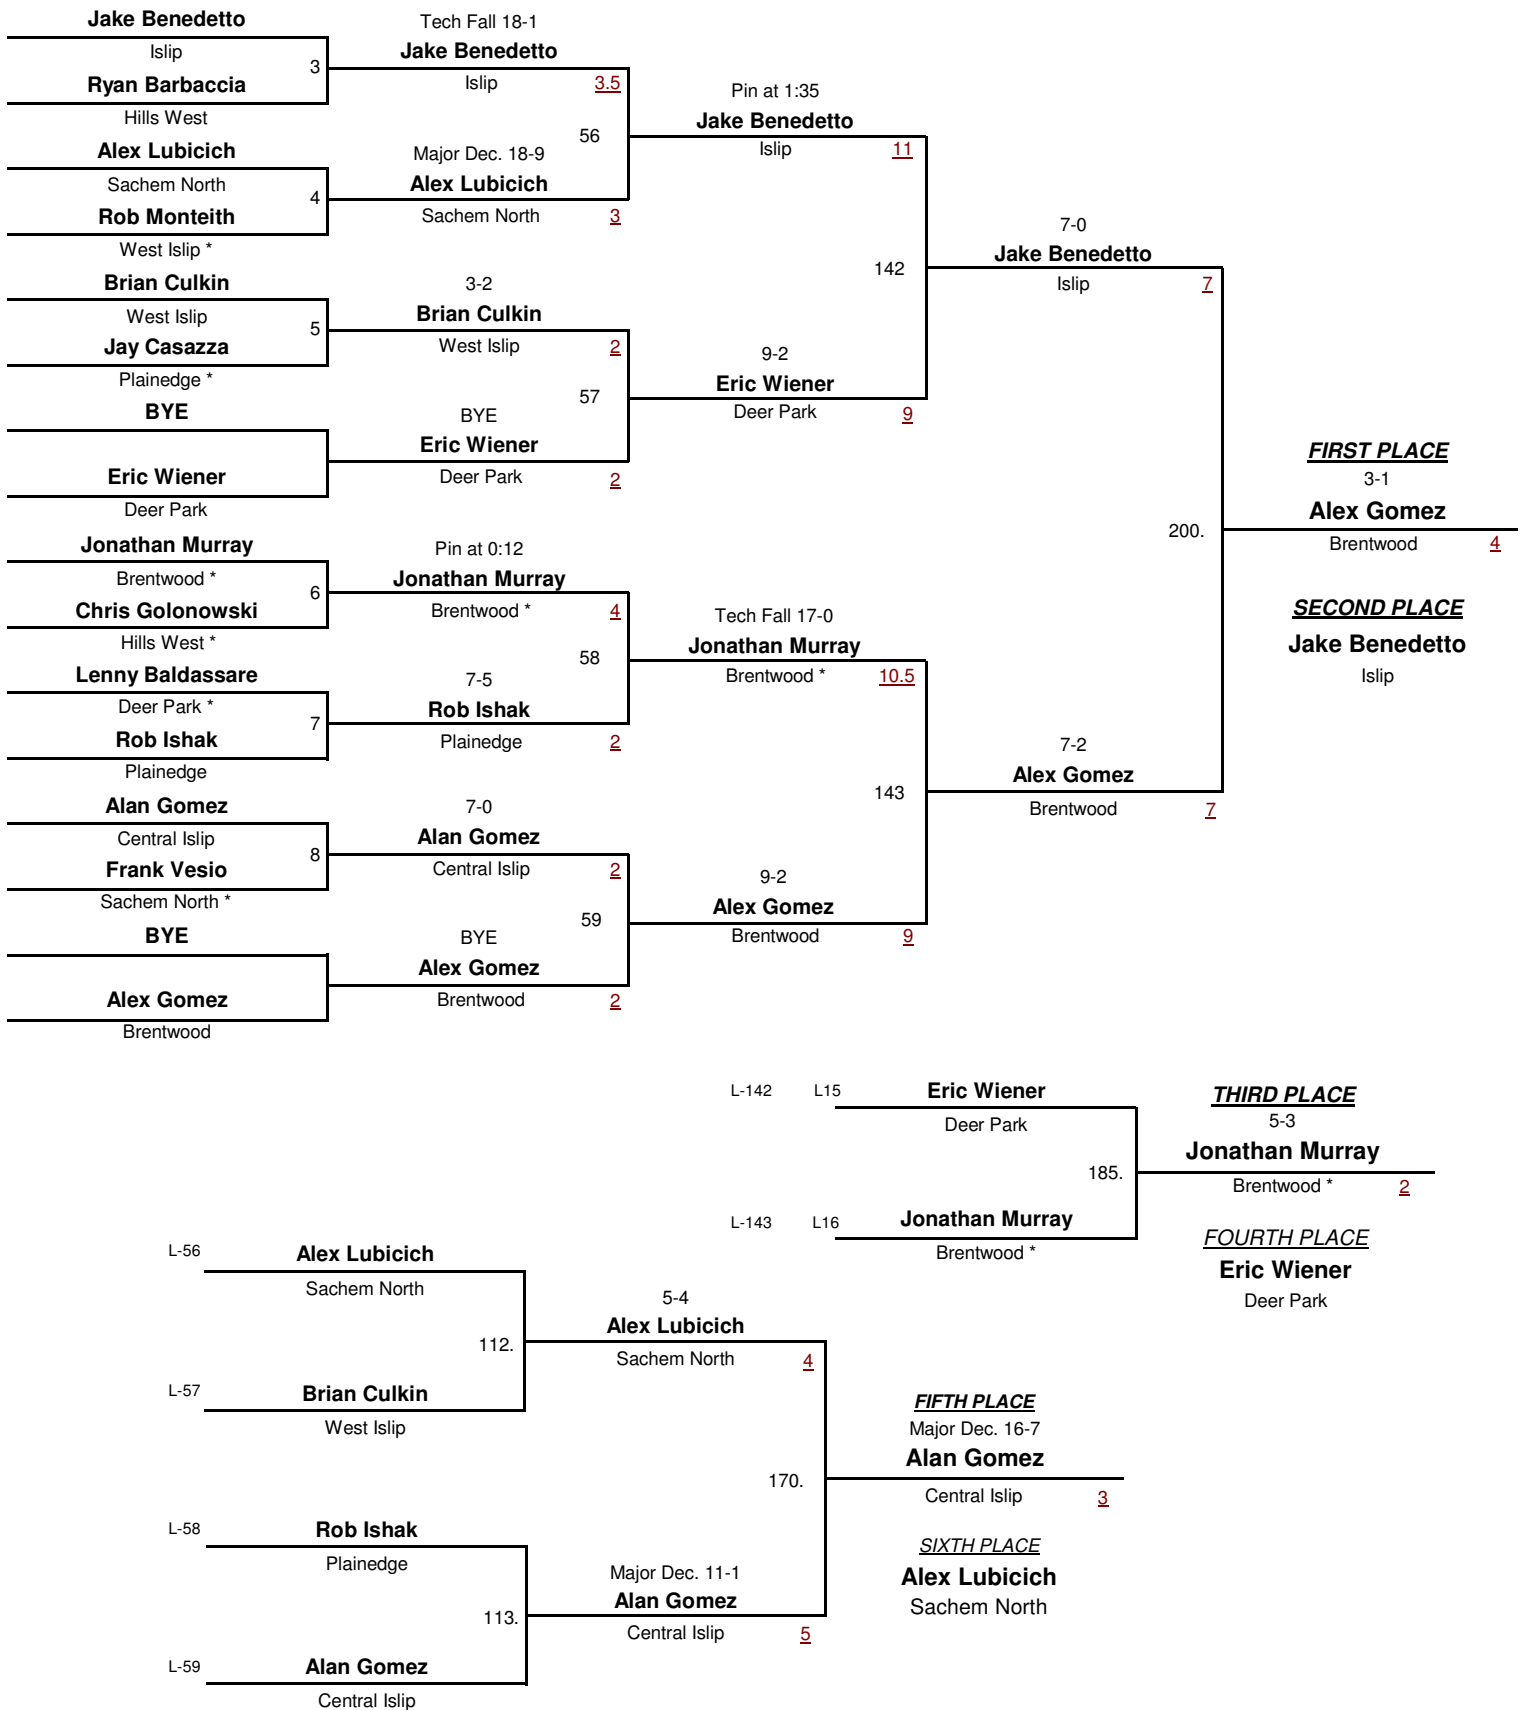 Jake Benedetto
Islip
3
Ryan Barbaccia
Hills West
Alex Lubicich
Sachem North
4
Rob Monteith
West Islip *
Brian Culkin
West Islip
5
Jay Casazza
Plainedge *
BYE
Eric Wiener
Deer Park
Jonathan Murray
Brentwood *
6
Chris Golonowski
Hills West *
Lenny Baldassare
Deer Park *
7
Rob Ishak
Plainedge
Alan Gomez
Central Islip
8
Frank Vesio
Sachem North *
BYE
Alex Gomez
Brentwood
Tech Fall 18-1
Jake Benedetto
Islip 3.5
56
Major Dec. 18-9
Alex Lubicich
Sachem North 3
3-2
Brian Culkin
West Islip 2
57
BYE
Eric Wiener
Deer Park 2
Pin at 0:12
Jonathan Murray
Brentwood * 4
58
7-5
Rob Ishak
Plainedge 2
7-0
Alan Gomez
Central Islip 2
59
BYE
Alex Gomez
Brentwood 2
Pin at 1:35
Jake Benedetto
Islip 11
142
9-2
Eric Wiener
Deer Park 9
Tech Fall 17-0
Jonathan Murray
Brentwood * 10.5
143
9-2
Alex Gomez
Brentwood 9
7-0
Jake Benedetto
Islip 7
200.
7-2
Alex Gomez
Brentwood 7
FIRST PLACE
3-1
Alex Gomez
Brentwood 4
SECOND PLACE
Jake Benedetto
Islip
L-142 L15 Eric Wiener
Deer Park
185.
L-143 L16 Jonathan Murray
Brentwood *
THIRD PLACE
5-3
Jonathan Murray
Brentwood * 2
FOURTH PLACE
Eric Wiener
Deer Park
L-56 Alex Lubicich
Sachem North
112.
L-57 Brian Culkin
West Islip
L-58 Rob Ishak
Plainedge
113.
L-59 Alan Gomez
Central Islip
5-4
Alex Lubicich
Sachem North 4
170.
Major Dec. 11-1
Alan Gomez
Central Islip 5
FIFTH PLACE
Major Dec. 16-7
Alan Gomez
Central Islip 3
SIXTH PLACE
Alex Lubicich
Sachem North